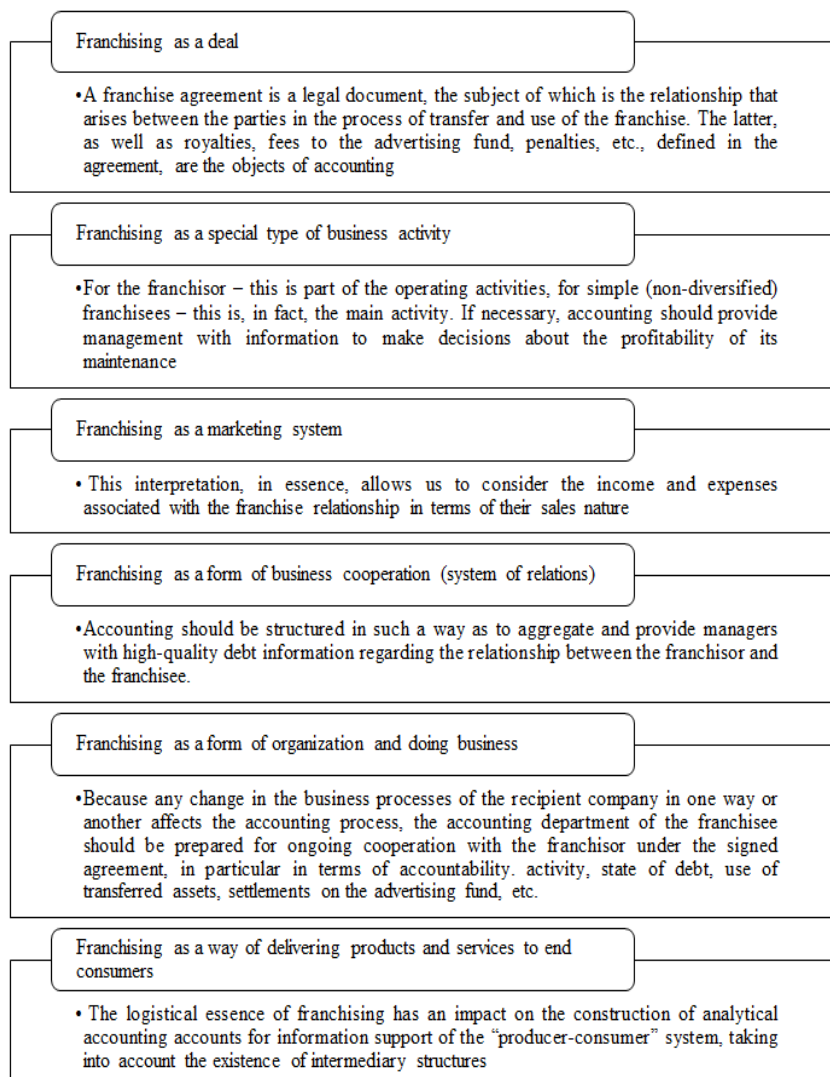 Franchising as a deal
•A franchise agreement is a legal document, the subject of which is the relationship that
arises between the parties in the process of transfer and use of the franchise. The latter,
as well as royalties, fees to the advertising fund, penalties, etc., defined in the
agreement, are the objects of accounting
Franchising as a special type of business activity
•For the franchisor – this is part of the operating activities, for simple (non-diversified)
franchisees – this is, in fact, the main activity. If necessary, accounting should provide
management with information to make decisions about the profitability of its
maintenance
Franchising as a marketing system
• This interpretation, in essence, allows us to consider the income and expenses
associated with the franchise relationship in terms of their sales nature
Franchising as a form of business cooperation (system of relations)
•Accounting should be structured in such a way as to aggregate and provide managers
with high-quality debt information regarding the relationship between the franchisor and
the franchisee.
Franchising as a form of organization and doing business
•Because any change in the business processes of the recipient company in one way or
another affects the accounting process, the accounting department of the franchisee
should be prepared for ongoing cooperation with the franchisor under the signed
agreement, in particular in terms of accountability. activity, state of debt, use of
transferred assets, settlements on the advertising fund, etc.
Franchising as a way of delivering products and services to end
consumers
• The logistical essence of franchising has an impact on the construction of analytical
accounting accounts for information support of the “producer-consumer” system, taking
into account the existence of intermediary structures